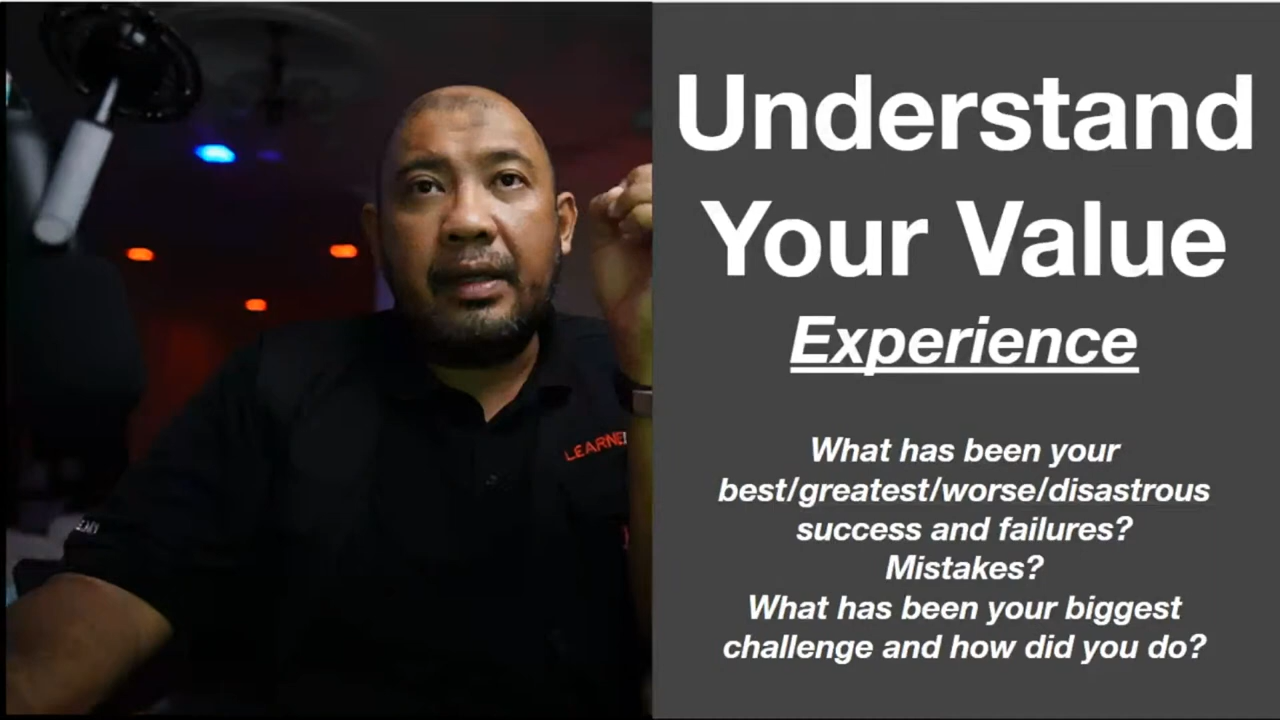 Understand
Your Value
Experience
What has been your
best/greatest/worse/disastrous
success and failures?
Mistakes?
What has been your biggest
challenge and how did you do?